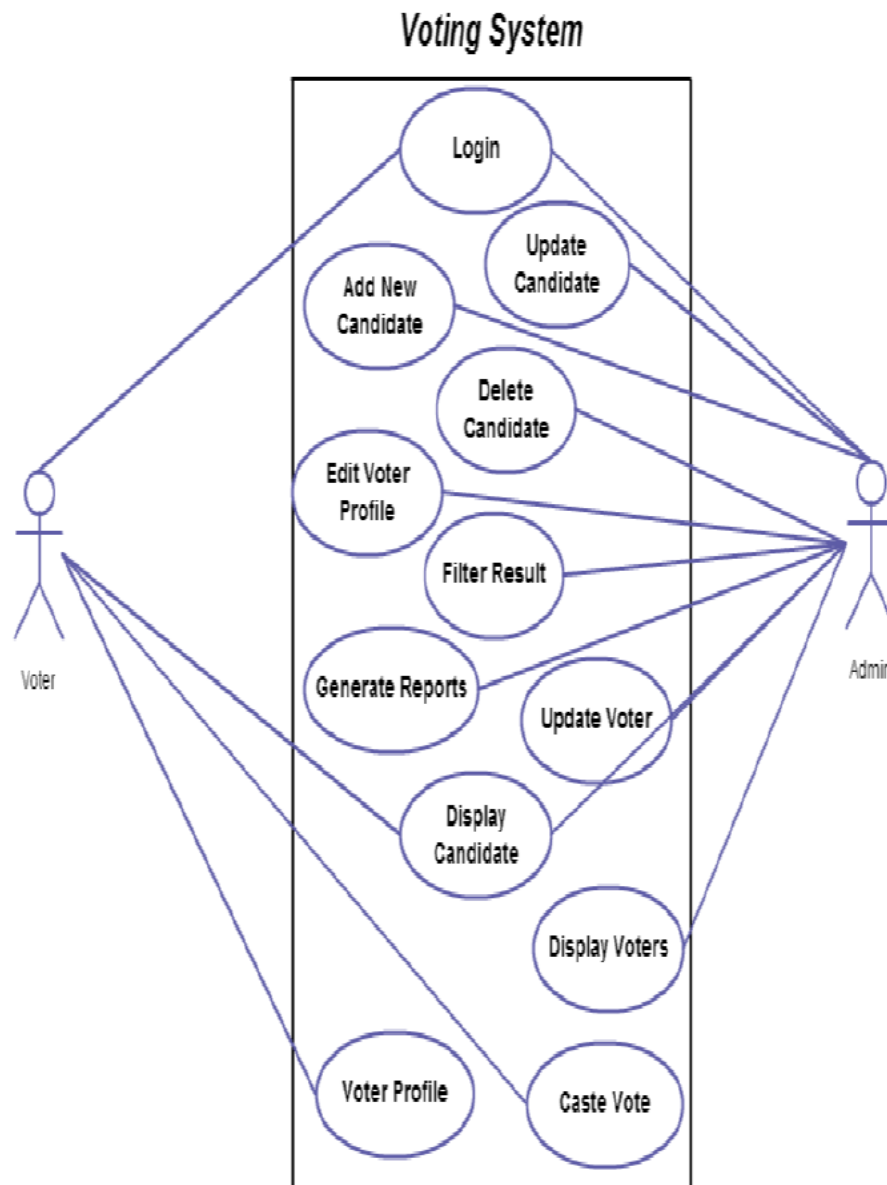 Voting System
Login
Update
Candidate
Add New
Candidate
Delete
Candidate
Edit Voter
Profile
Filter Result
Voter
Admin
Generate Reports
Update Voter
Display
Candidate
Display Voters
Voter Profile
Caste Vote